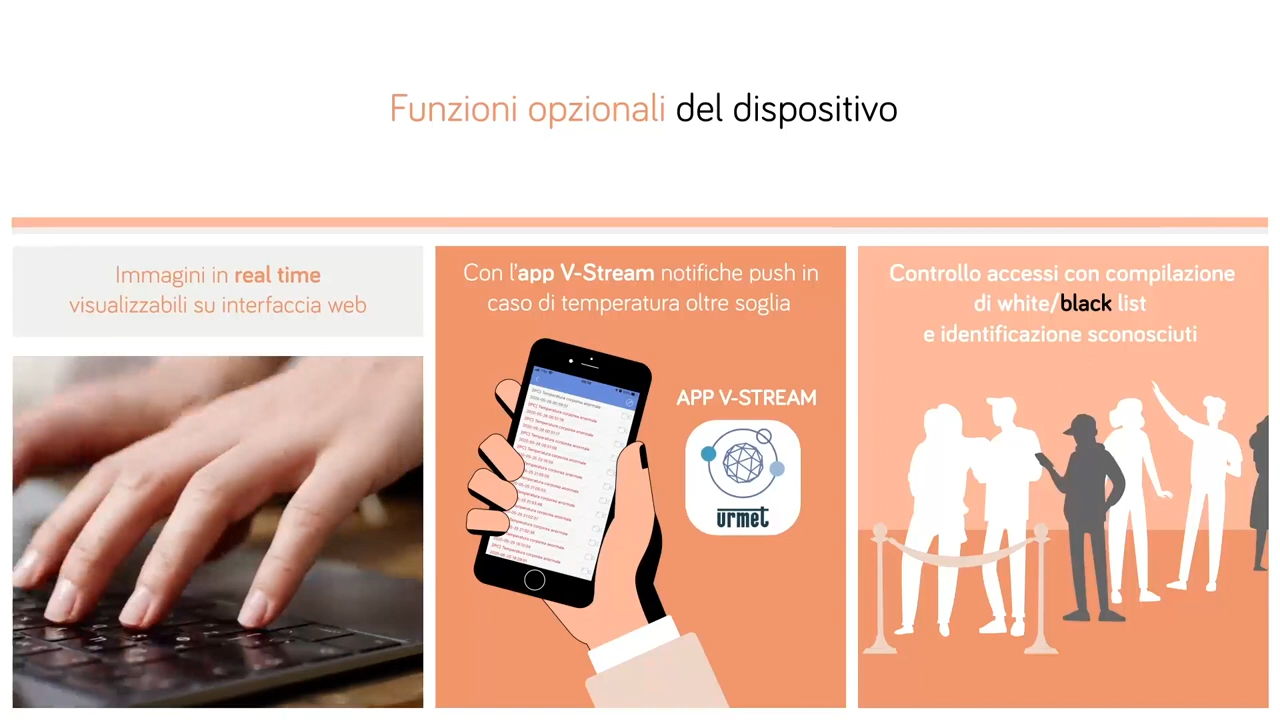 Funzioni opzionali del dispositivo
Immagini in real time
visualizzabili su interfaccia web
Con l'app V-Stream notifiche push in
caso di temperatura oltre soglia
APP V-STREAM
urmet
Controllo accessi con compilazione
di white/black list
e identificazione sconosciuti